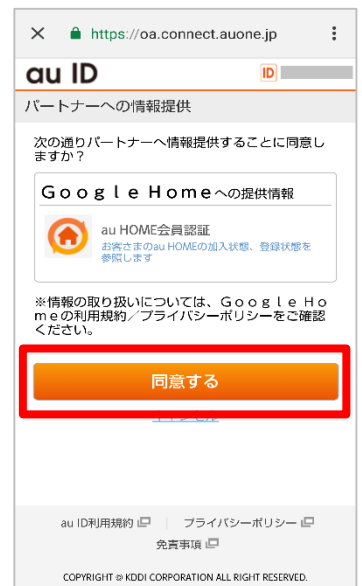 https://oa.connect.auone.jp
au ID
ID
パートナーへの情報提供
次の通りパートナーへ情報提供することに同意し
ますか？
Ｇｏｏｇｌｅ Ｈｏｍｅへの提供情報
au HOME会員認証
お客さまのau HOMEの加入状態、登録状態を
参照します
※情報の取り扱いについては、Ｇｏｏｇｌｅ Ｈｏ
ｍｅの利用規約／プライバシーポリシーをご確認
ください。
同意する
au ID利用規約
プライバシーポリシー
免責事項
COPYRIGHT © KDDI CORPORATION ALL RIGHT RESERVED.